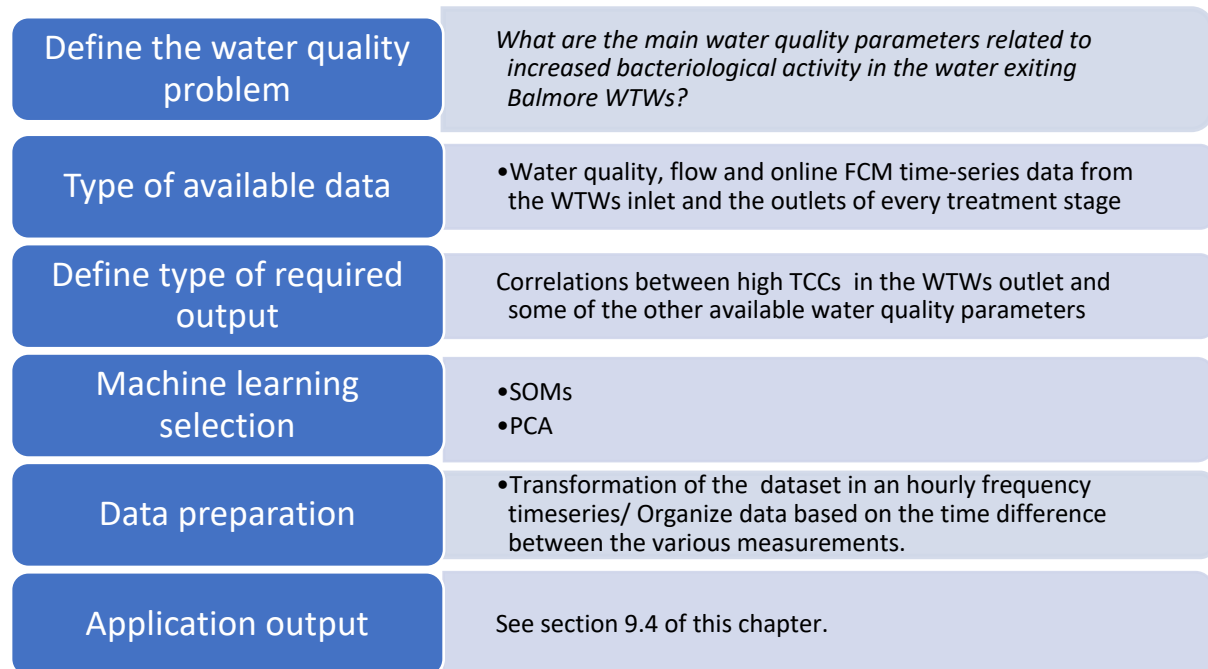 Define the water quality
problem
What are the main water quality parameters related to
increased bacteriological activity in the water exiting
Balmore WTWs?
Type of available data
•Water quality, flow and online FCM time-series data from
the WTWs inlet and the outlets of every treatment stage
Define type of required
output
Correlations between high TCCs in the WTWs outlet and
some of the other available water quality parameters
Machine learning
selection
•SOMs
•PCA
Data preparation
•Transformation of the dataset in an hourly frequency
timeseries/ Organize data based on the time difference
between the various measurements.
Application output
See section 9.4 of this chapter.